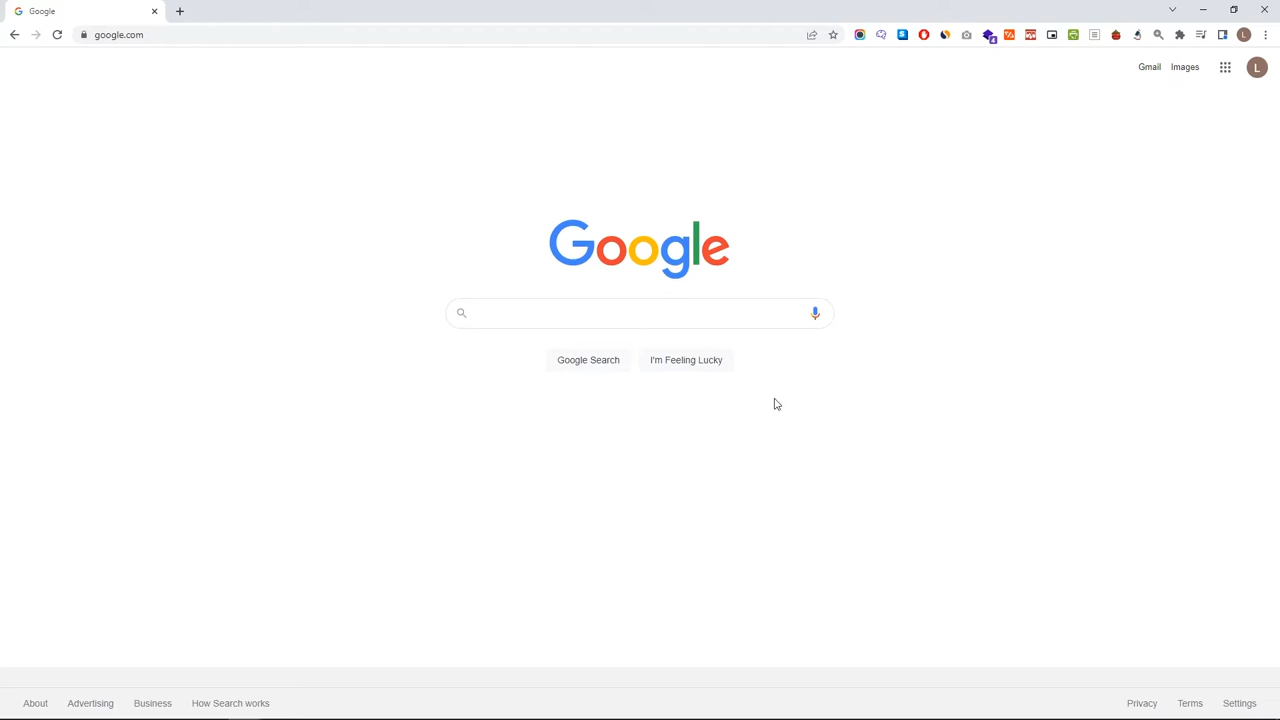 Google
google.com
4
L
Gmail Images
L
Google
Google Search I'm Feeling Lucky
About Advertising Business How Search works
Privacy Terms Settings